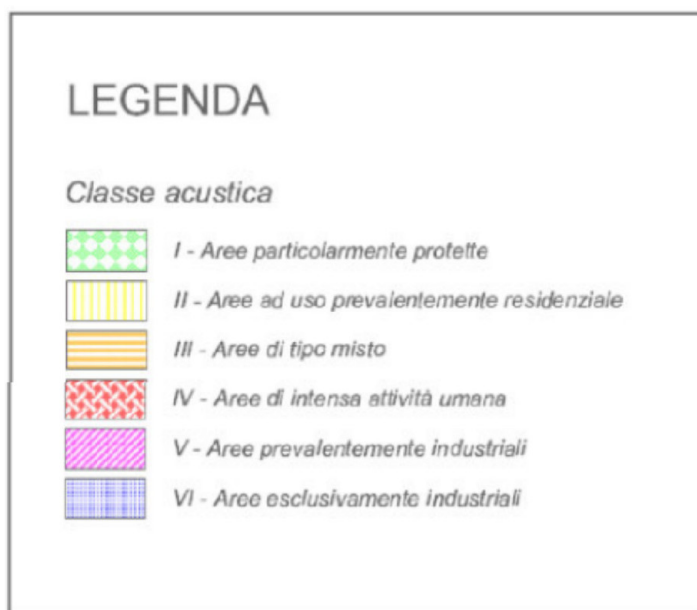 LEGENDA
Classe acustica
I - Aree particolarmente protette
II - Aree ad uso prevalentemente residenziale
III - Aree di tipo misto
IV - Aree di intensa attività umana
V - Aree prevalentemente industriali
VI - Aree esclusivamente industriali